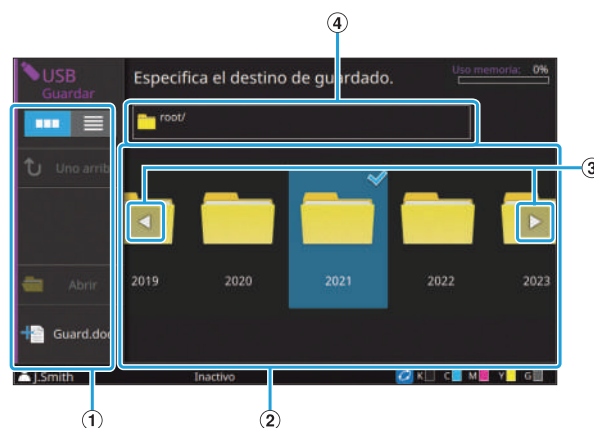 ④
USB
Guardar
Especifica el destino de guardado.
Uso memoria: 0%
root/
③
Uno arrib
Abrir
2019 2020 2021 2022 2023
Guard.doc
J.Smith Inactivo K C M Y G
① ②